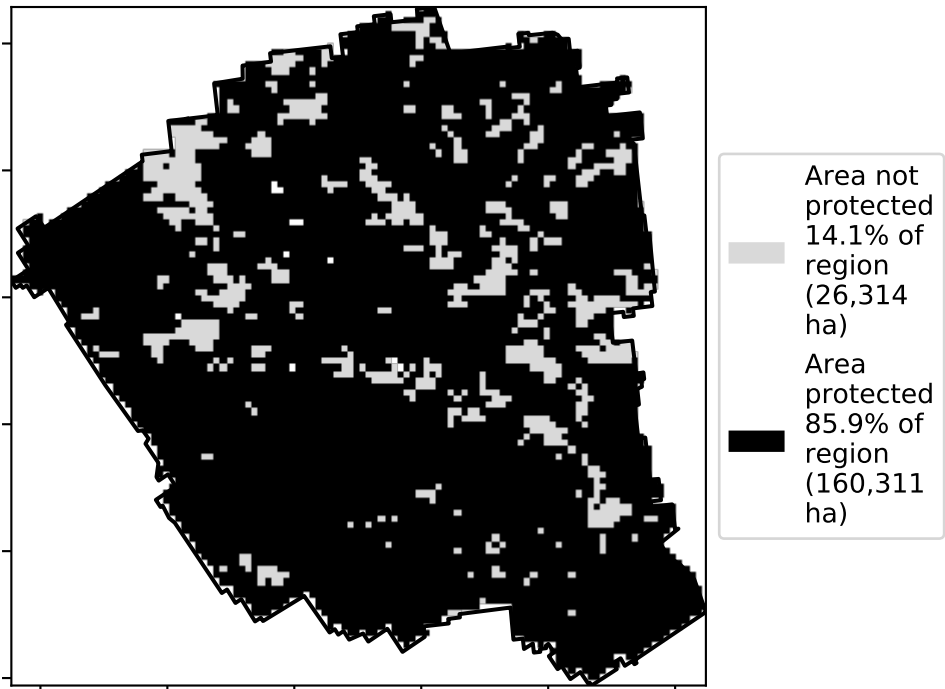 Area not
protected
14.1% of
region
(26,314
ha)
Area
protected
85.9% of
region
(160,311
ha)